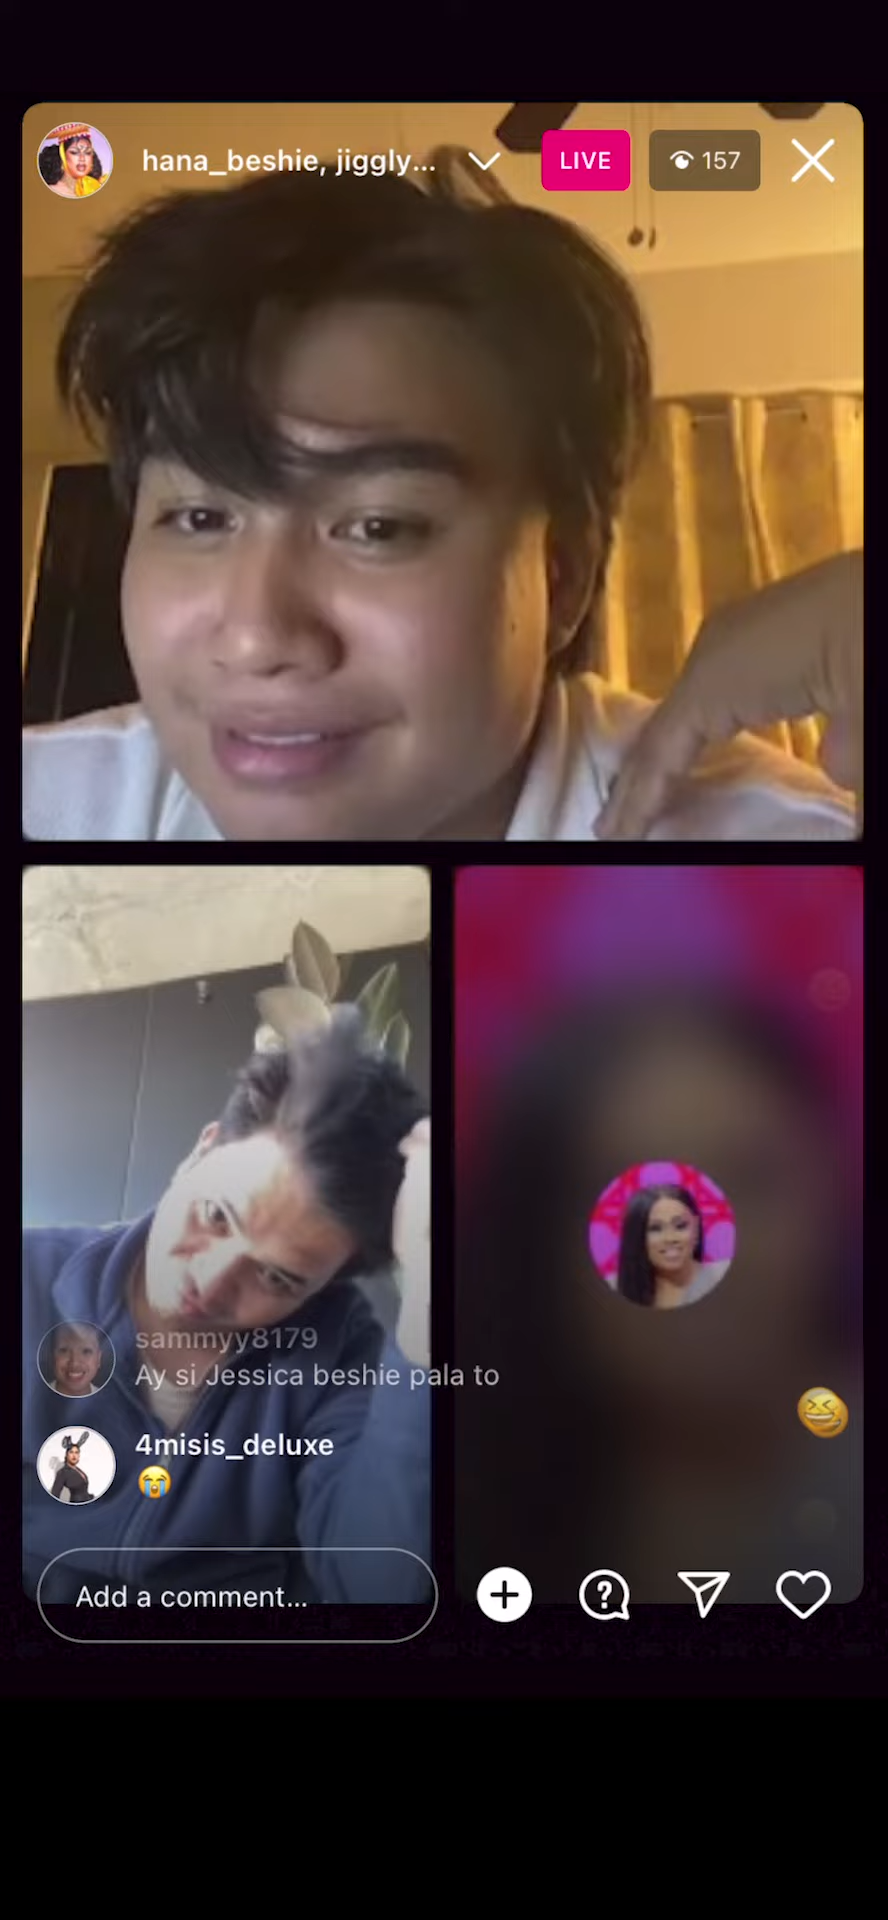 hana_beshie, jiggly...
LIVE
157
sammyy8179
Ay si Jessica beshie pala to
4misis_deluxe
😭
Add a comment...